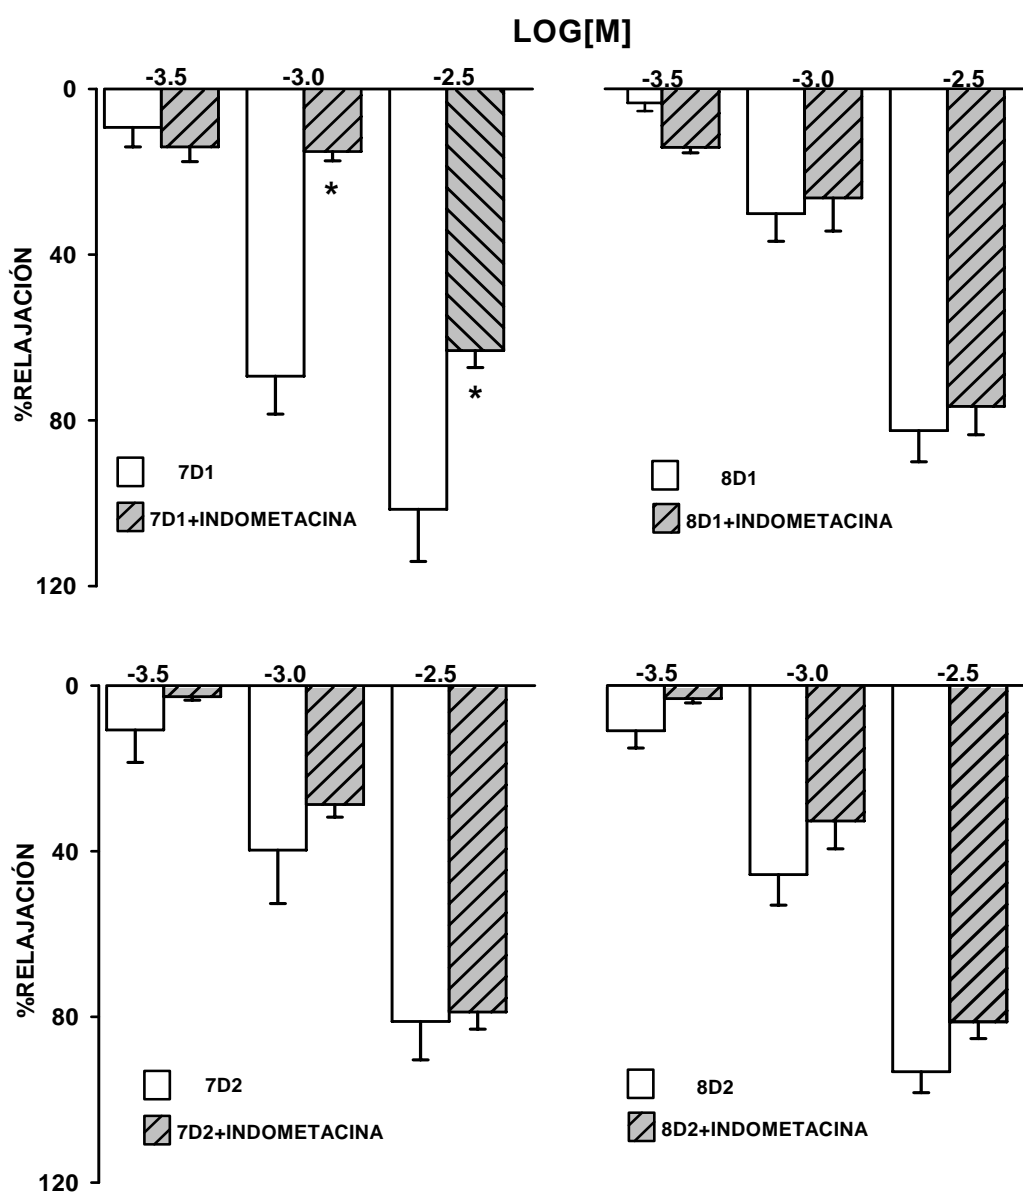 LOG[M]
-3.5 -3.0 -2.5
0
40
80
120
%RELAJACIÓN
*
*
7D1
7D1+INDOMETACINA
-3.5 -3.0 -2.5
8D1
8D1+INDOMETACINA
-3.5 -3.0 -2.5
0
40
80
120
%RELAJACIÓN
7D2
7D2+INDOMETACINA
-3.5 -3.0 -2.5
8D2
8D2+INDOMETACINA